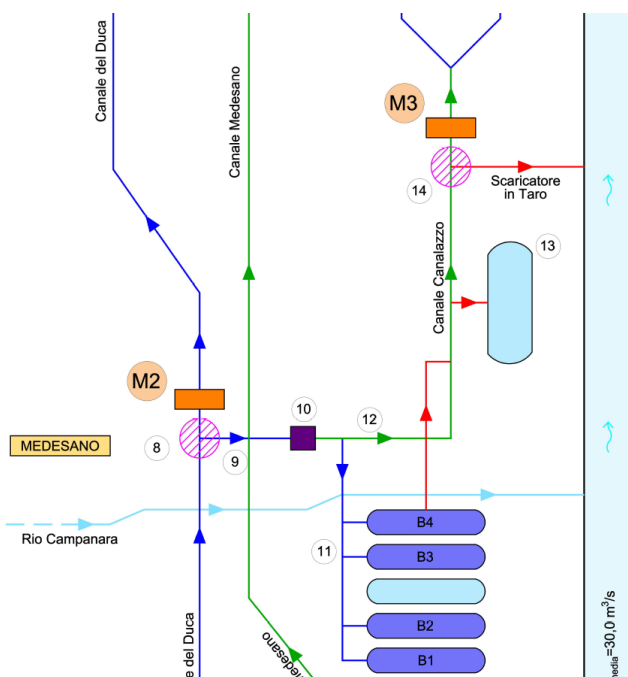 Canale del Duca
Canale Medesano
M3
14
Scaricatore
in Taro
13
Canale Canalazzo
M2
10
12
MEDESANO
8
9
Rio Campanara
B4
11
B3
B2
B1
le del Duca
edesano
media=30,0 m³/s